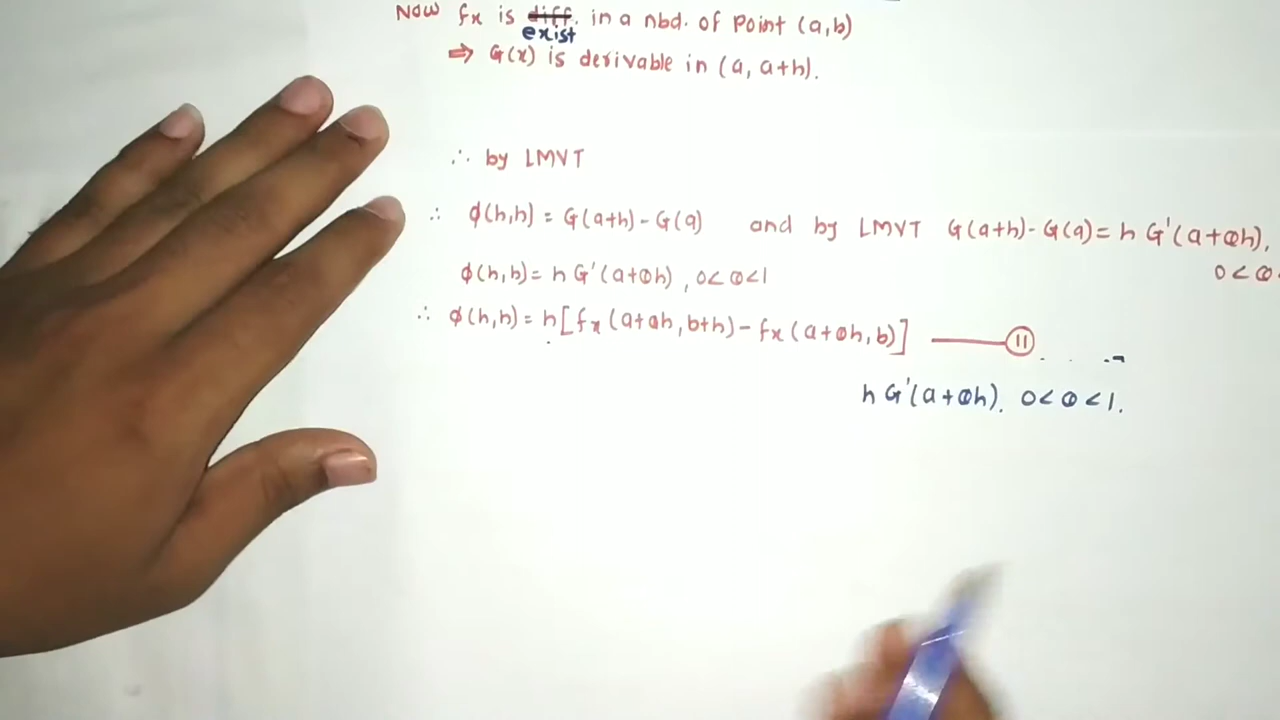 Now fx is diff. in a nbd. of point (a,b)
exist
⇒ G(x) is derivable in (a, a+h).
∴ by LMVT
∴ ϕ(h,h) = G(a+h) - G(a) and by LMVT G(a+h) - G(a) = h G'(a+θh),
0<θ
ϕ(h,h) = h G'(a+θh), 0<θ<1
∴ ϕ(h,h) = h[fx(a+θh, b+h) - fx(a+θh, b)] —— 11
h G'(a+θh). 0<θ<1.